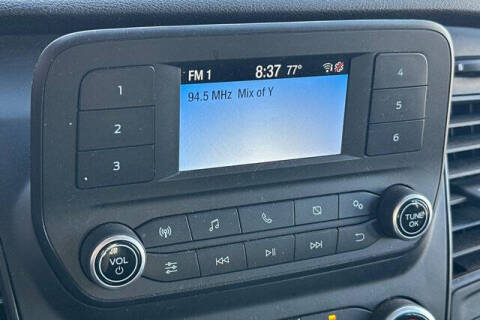 FM 1 8:37 77°
94.5 MHz Mix of Y
1
2
3
4
5
6
VOL
TUNE
OK